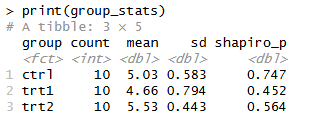 > print(group_stats)
# A tibble: 3 × 5
group count mean sd shapiro_p
<fct> <int> <dbl> <dbl> <dbl>
1 ctrl 10 5.03 0.583 0.747
2 trt1 10 4.66 0.794 0.452
3 trt2 10 5.53 0.443 0.564